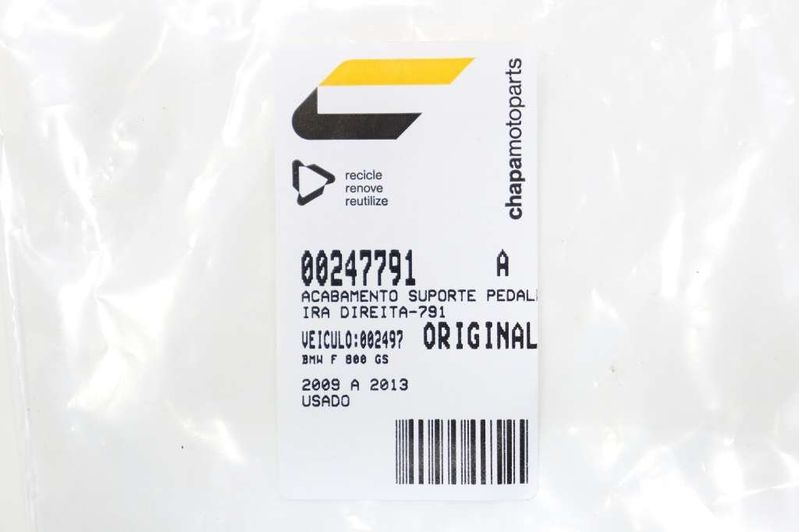 chapamotoparts
recicle
renove
reutilize
00247791 A
ACABAMENTO SUPORTE PEDAL
IRA DIREITA-791
VEICULO:002497 ORIGINAL
BMW F 800 GS
2009 A 2013
USADO